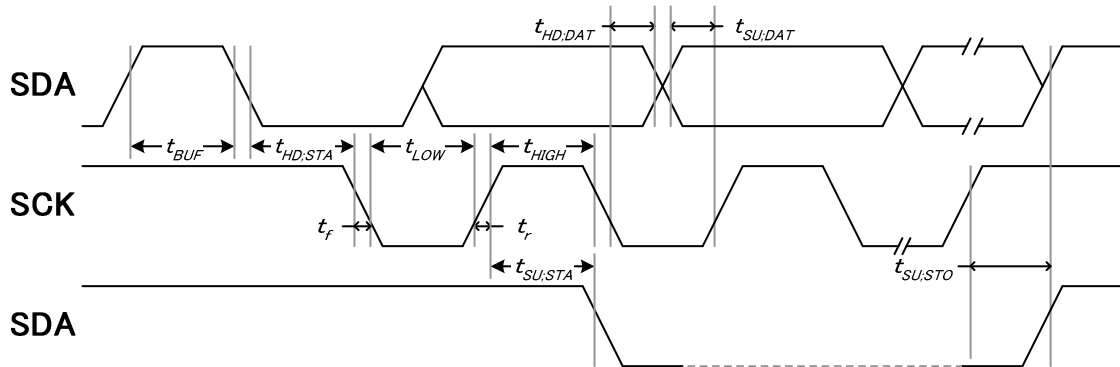 t_HD;DAT t_SU;DAT
SDA
t_BUF t_HD;STA t_LOW t_HIGH
SCK
t_f t_r
t_SU;STA t_SU;STO
SDA